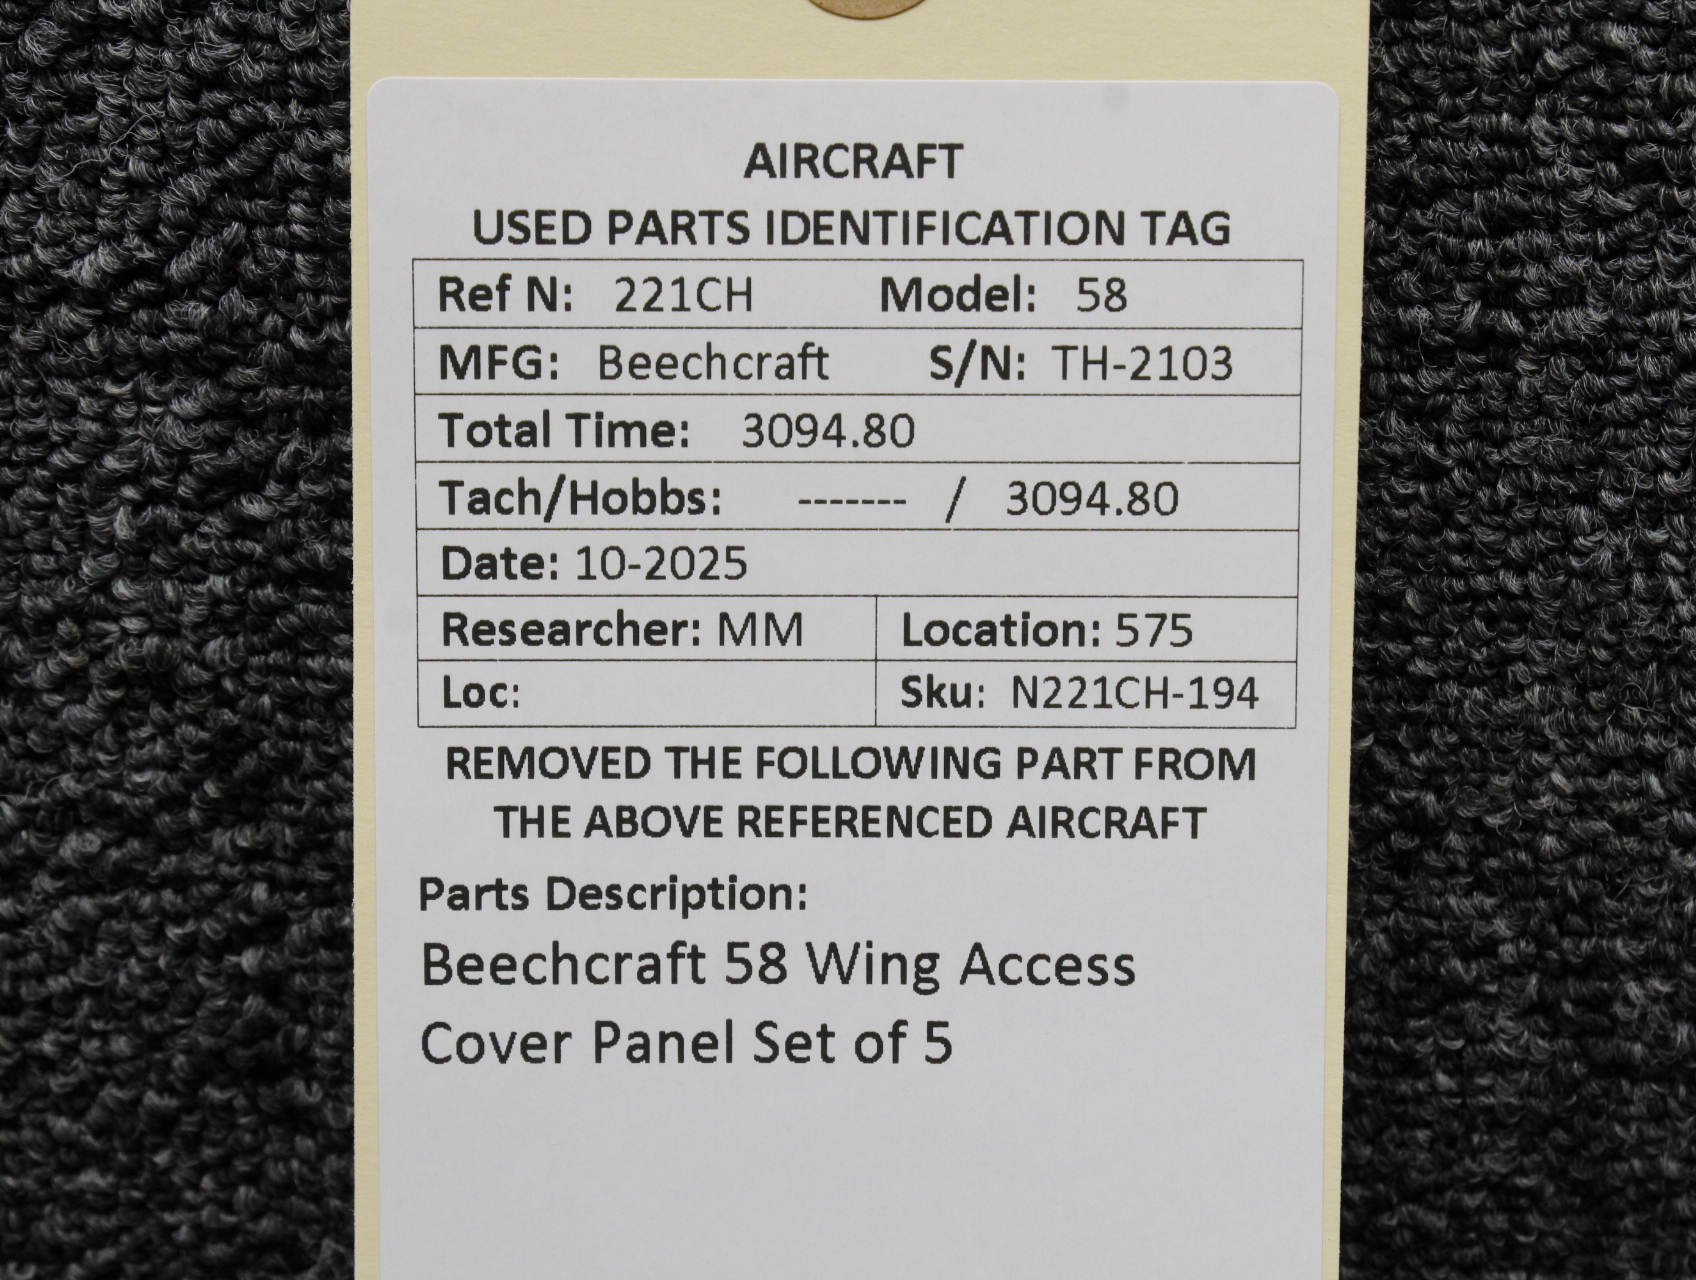 AIRCRAFT
USED PARTS IDENTIFICATION TAG
Ref N: 221CH Model: 58
MFG: Beechcraft S/N: TH-2103
Total Time: 3094.80
Tach/Hobbs: ------- / 3094.80
Date: 10-2025
Researcher: MM Location: 575
Loc: Sku: N221CH-194
REMOVED THE FOLLOWING PART FROM
THE ABOVE REFERENCED AIRCRAFT
Parts Description:
Beechcraft 58 Wing Access
Cover Panel Set of 5